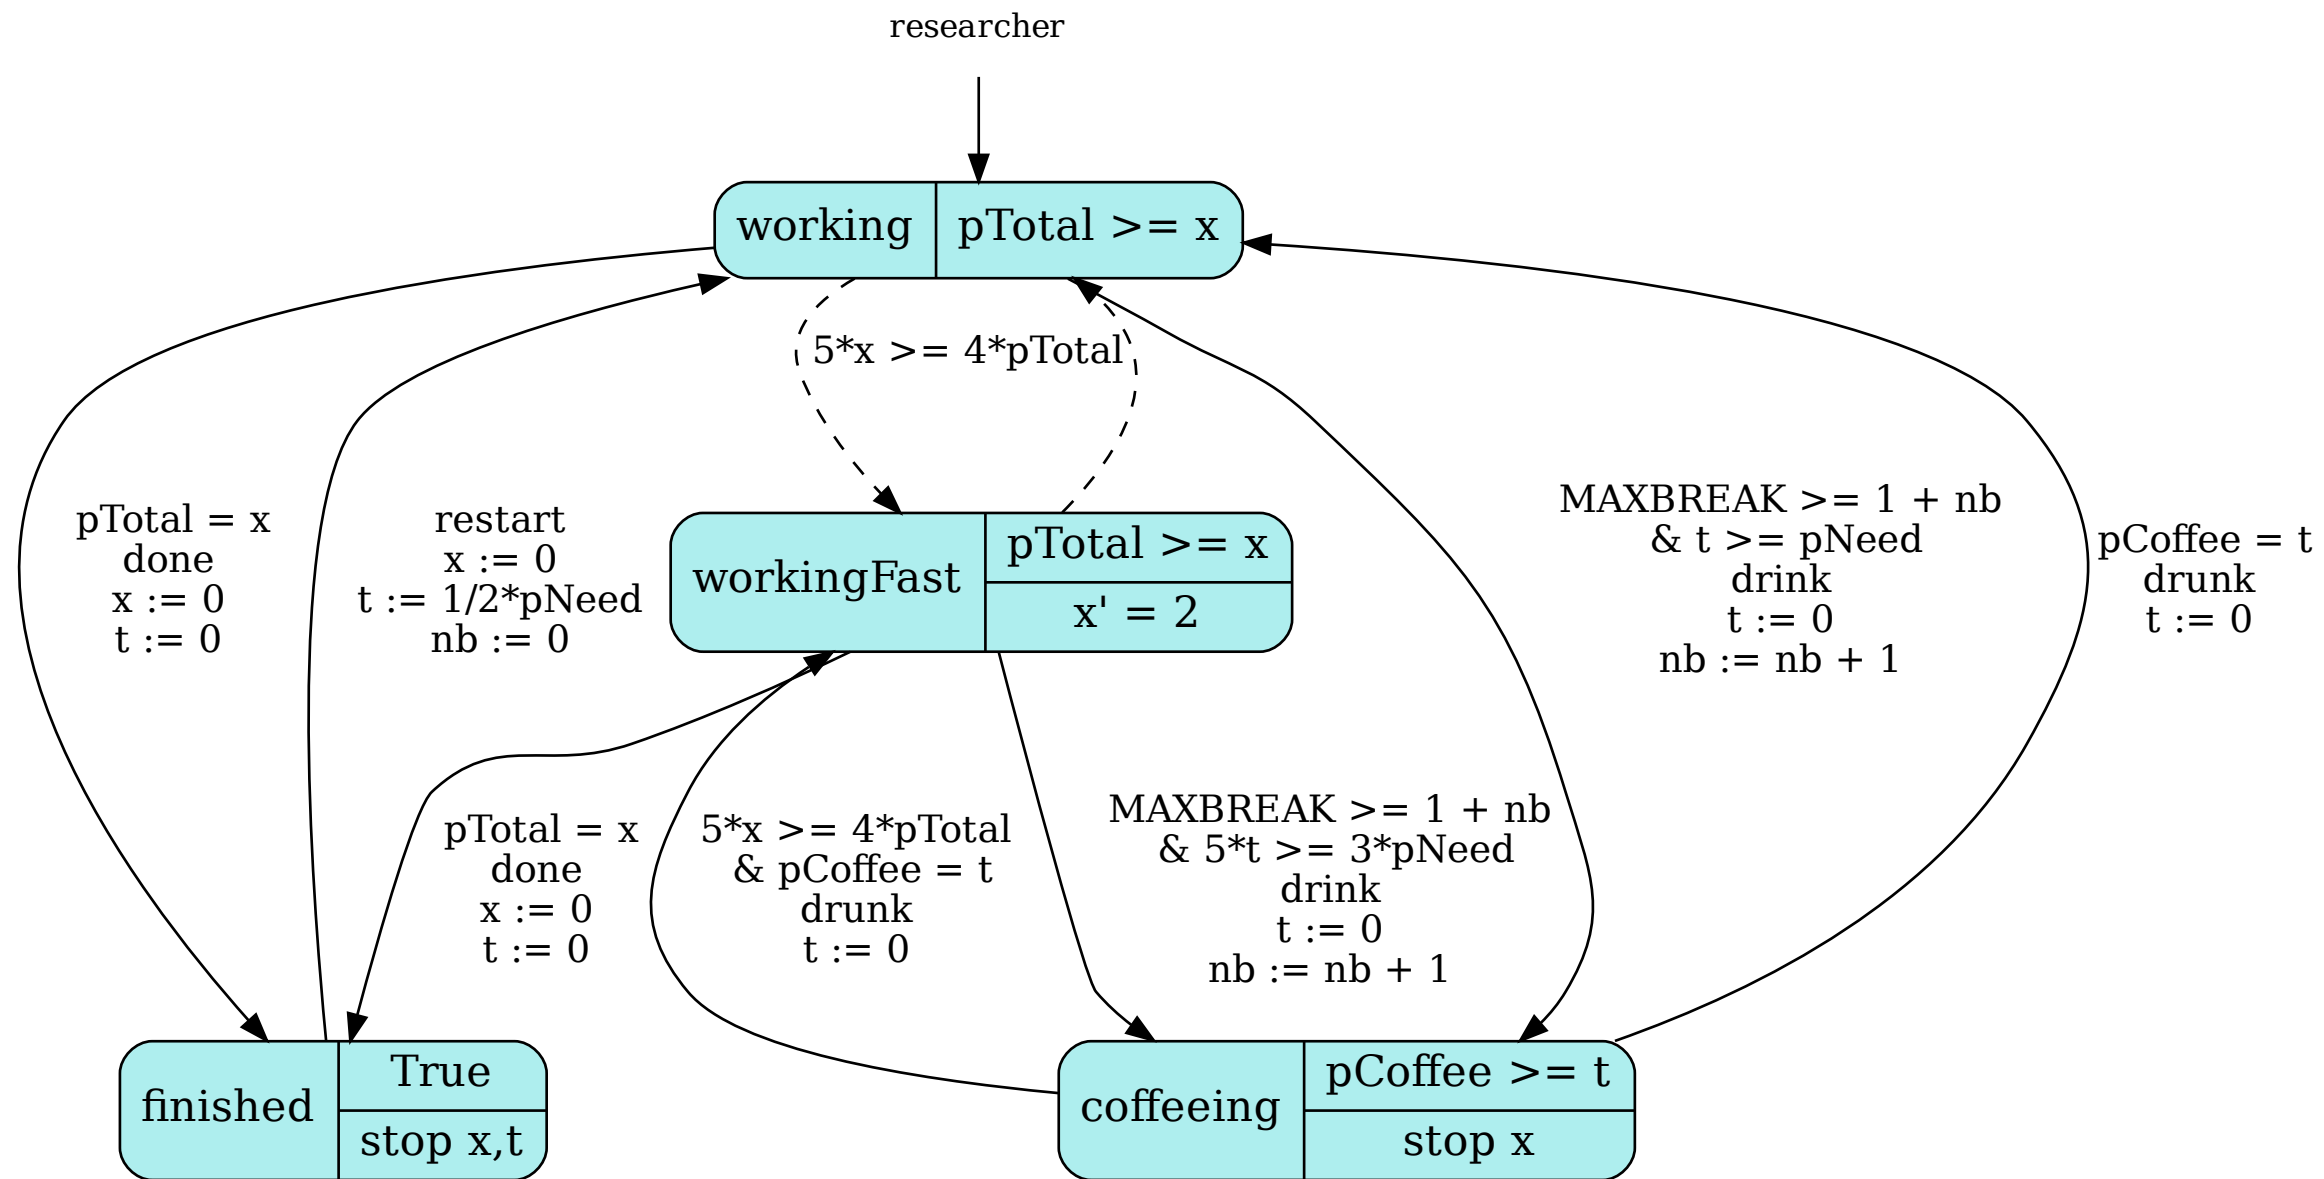 researcher
working
pTotal >= x
5*x >= 4*pTotal
pTotal = x
done
x := 0
t := 0
restart
x := 0
t := 1/2*pNeed
nb := 0
workingFast
pTotal >= x
x' = 2
MAXBREAK >= 1 + nb
& t >= pNeed
drink
t := 0
nb := nb + 1
pCoffee = t
drunk
t := 0
pTotal = x
done
x := 0
t := 0
5*x >= 4*pTotal
& pCoffee = t
drunk
t := 0
MAXBREAK >= 1 + nb
& 5*t >= 3*pNeed
drink
t := 0
nb := nb + 1
finished
True
stop x,t
coffeeing
pCoffee >= t
stop x